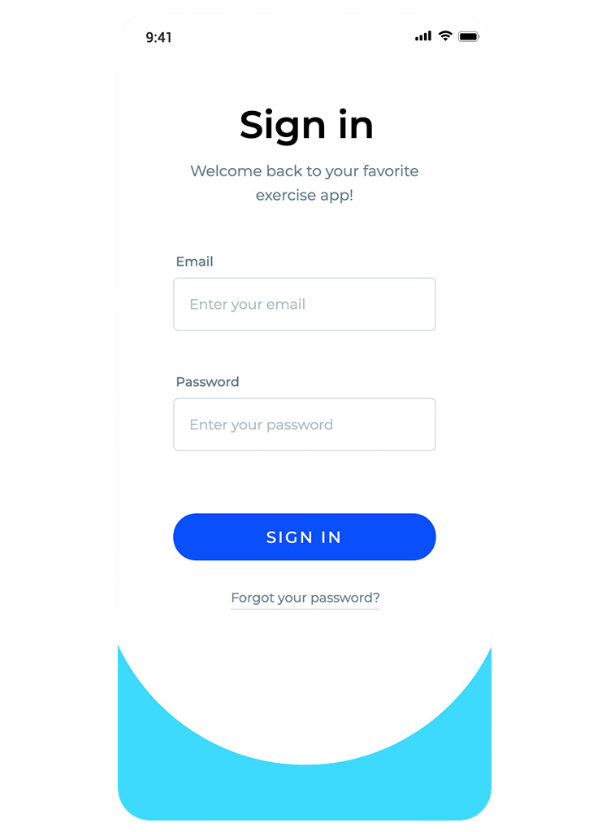 9:41
Sign in
Welcome back to your favorite
exercise app!
Email
Enter your email
Password
Enter your password
SIGN IN
Forgot your password?